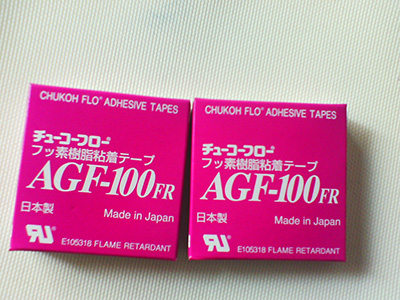 CHUKOH FLO® ADHESIVE TAPES
チューコーフロー®
フッ素樹脂粘着テープ
AGF-100FR
日本製 Made in Japan
E105318 FLAME RETARDANT
CHUKOH FLO® ADHESIVE TAPES
チューコーフロー®
フッ素樹脂粘着テープ
AGF-100FR
日本製 Made in Japan
E105318 FLAME RETARDANT